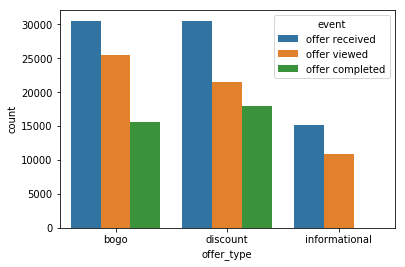 event
offer received
offer viewed
offer completed
30000
25000
20000
15000
10000
5000
0
count
bogo
discount
informational
offer_type